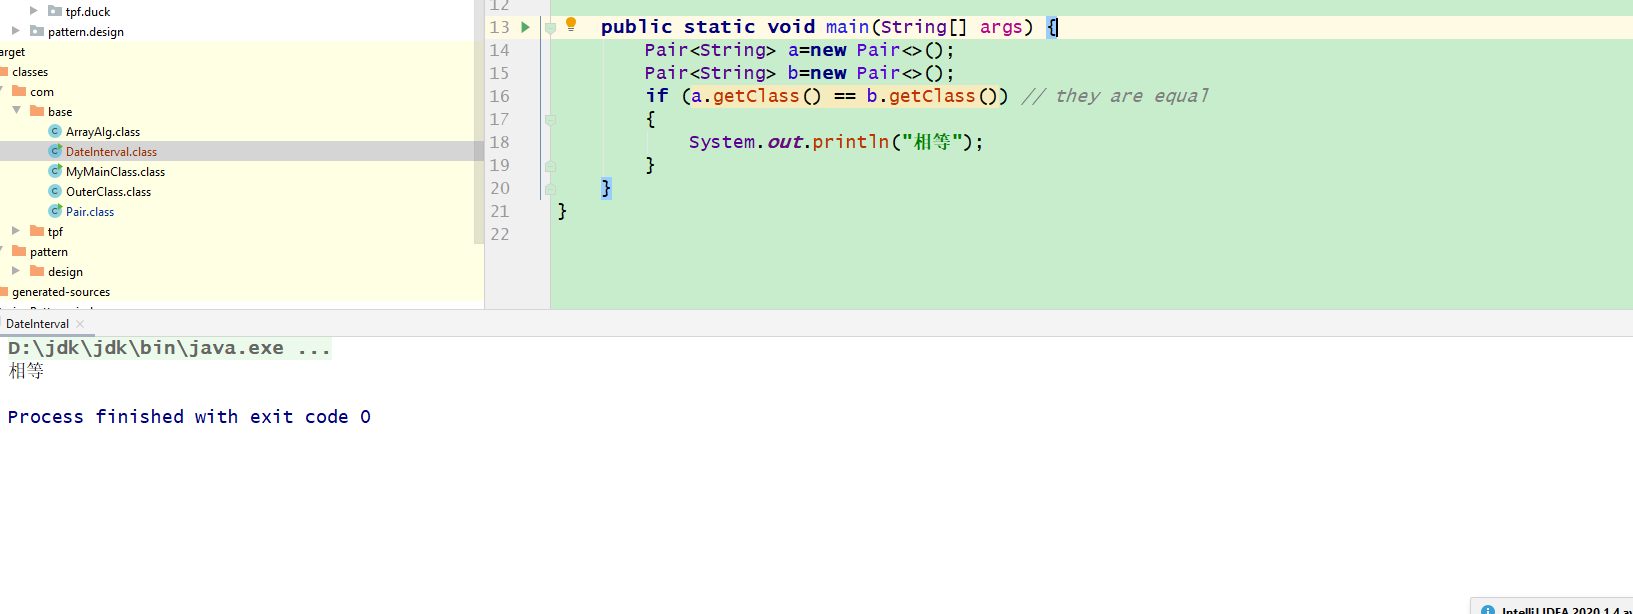 tpf.duck
pattern.design
arget
classes
com
base
ArrayAlg.class
DateInterval.class
MyMainClass.class
OuterClass.class
Pair.class
tpf
pattern
design
generated-sources
12
13 public static void main(String[] args) {
14 Pair<String> a=new Pair<>();
15 Pair<String> b=new Pair<>();
16 if (a.getClass() == b.getClass()) // they are equal
17 {
18 System.out.println("相等");
19 }
20 }
21 }
22
DateInterval
D:\jdk\jdk\bin\java.exe ...
相等
Process finished with exit code 0
IntelliJ IDEA 2020.1.4 av